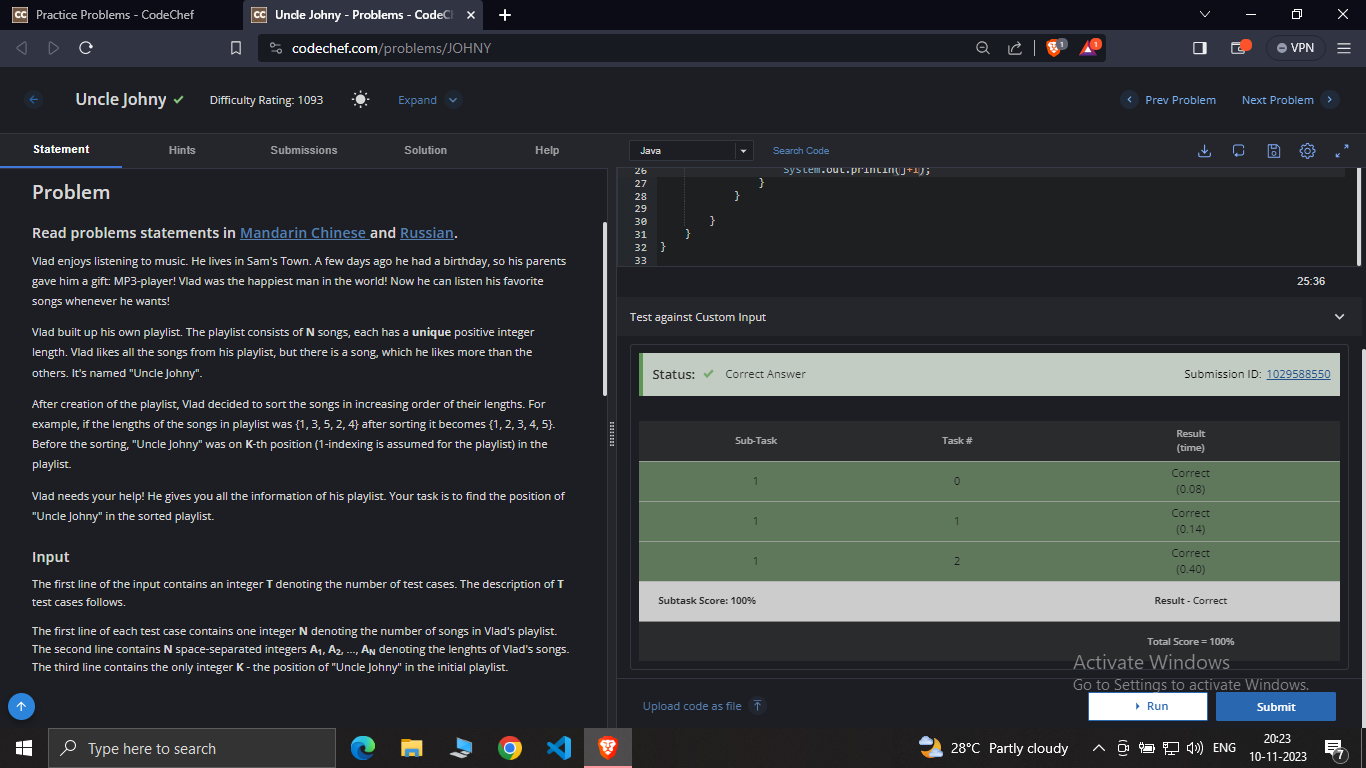 Practice Problems - CodeChef
Uncle Johny - Problems - CodeC
codechef.com/problems/JOHNY
1
1
VPN
Uncle Johny
Difficulty Rating: 1093
Expand
Prev Problem
Next Problem
Statement
Hints
Submissions
Solution
Help
Problem
Read problems statements in Mandarin Chinese and Russian.
Vlad enjoys listening to music. He lives in Sam's Town. A few days ago he had a birthday, so his parents
gave him a gift: MP3-player! Vlad was the happiest man in the world! Now he can listen his favorite
songs whenever he wants!
Vlad built up his own playlist. The playlist consists of N songs, each has a unique positive integer
length. Vlad likes all the songs from his playlist, but there is a song, which he likes more than the
others. It's named "Uncle Johny".
After creation of the playlist, Vlad decided to sort the songs in increasing order of their lengths. For
example, if the lengths of the songs in playlist was {1, 3, 5, 2, 4} after sorting it becomes {1, 2, 3, 4, 5}.
Before the sorting, "Uncle Johny" was on K-th position (1-indexing is assumed for the playlist) in the
playlist.
Vlad needs your help! He gives you all the information of his playlist. Your task is to find the position of
"Uncle Johny" in the sorted playlist.
Input
The first line of the input contains an integer T denoting the number of test cases. The description of T
test cases follows.
The first line of each test case contains one integer N denoting the number of songs in Vlad's playlist.
The second line contains N space-separated integers A1, A2, ..., AN denoting the lenghts of Vlad's songs.
The third line contains the only integer K - the position of "Uncle Johny" in the initial playlist.
Java
Search Code
26 System.out.println(j+1);
27 }
28 }
29
30 }
31 }
32 }
33
25:36
Test against Custom Input
Status: Correct Answer
Submission ID: 1029588550
Sub-Task Task # Result
(time)
1 0 Correct
(0.08)
1 1 Correct
(0.14)
1 2 Correct
(0.40)
Subtask Score: 100% Result - Correct
Total Score = 100%
Activate Windows
Go to Settings to activate Windows.
Upload code as file
Run
Submit
Type here to search
28°C Partly cloudy
ENG
20:23
10-11-2023
7